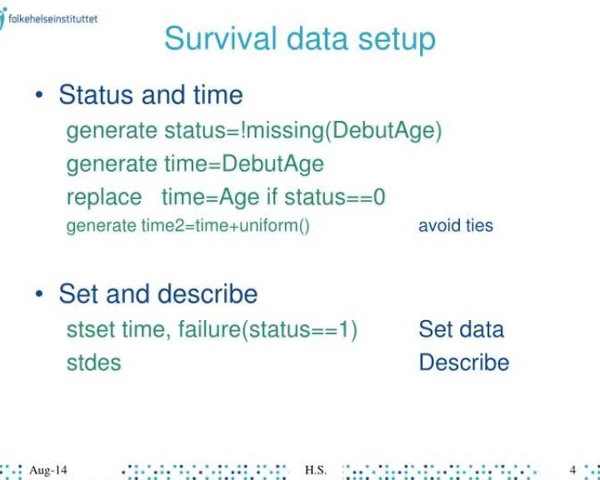 folkehelseinstituttet
Survival data setup
• Status and time
generate status=!missing(DebutAge)
generate time=DebutAge
replace time=Age if status==0
generate time2=time+uniform() avoid ties
• Set and describe
stset time, failure(status==1) Set data
stdes Describe
Aug-14 H.S. 4